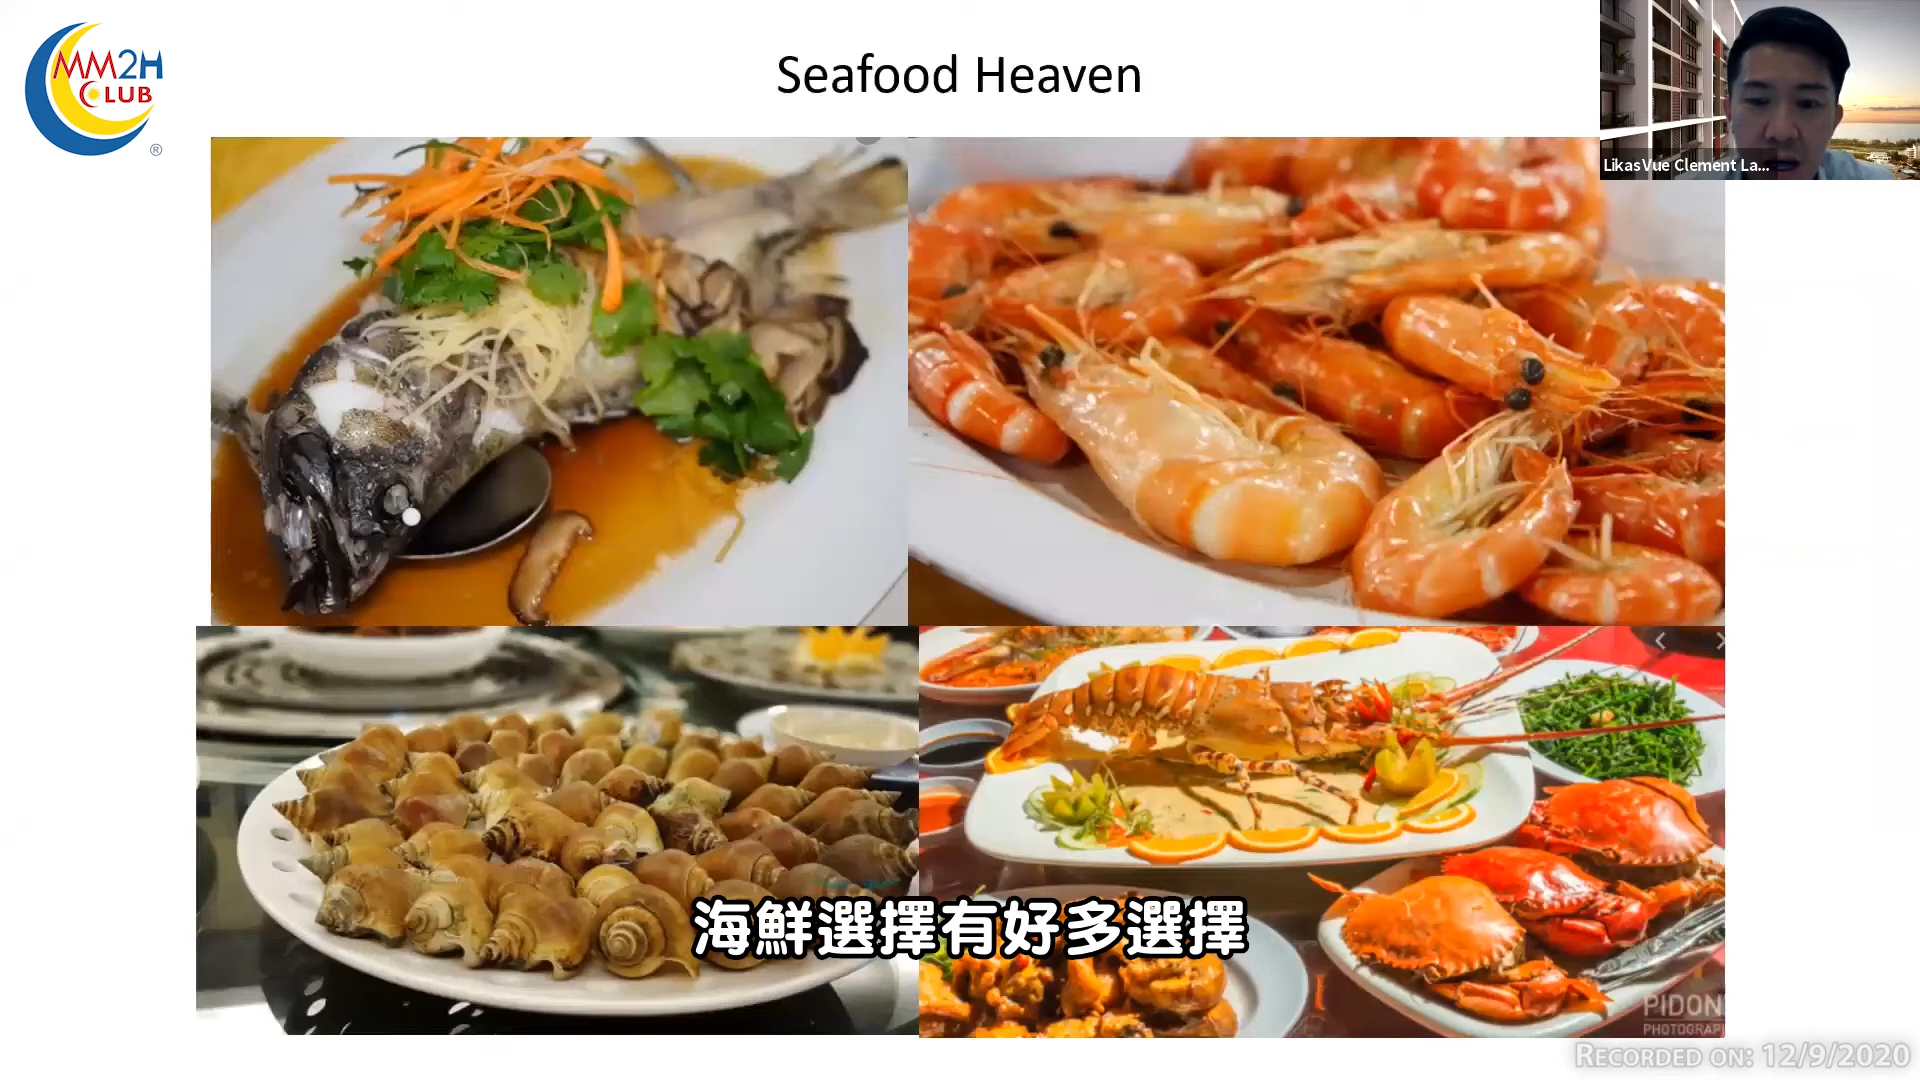 MM2H
CLUB
®
Seafood Heaven
LikasVue Clement La...
海鮮選擇有好多選擇
PIDON
PHOTOGRAP
RECORDED ON: 12/9/2020